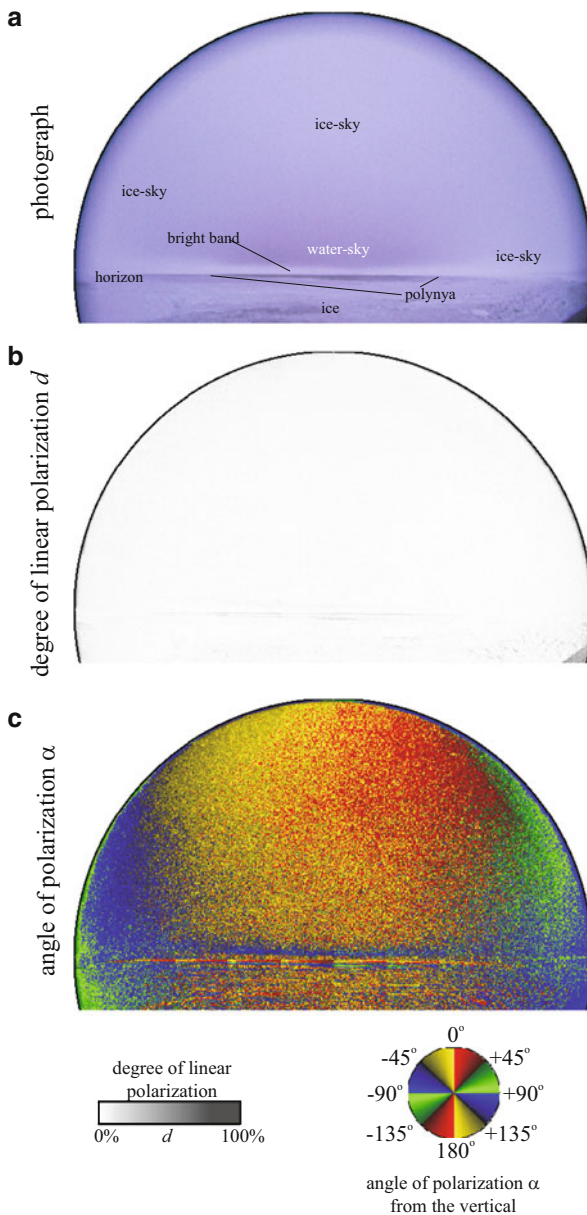 a
photograph
ice-sky
ice-sky
bright band
water-sky
ice-sky
horizon
polynya
ice
b
degree of linear polarization d
c
angle of polarization α
degree of linear
polarization
0% d 100%
0°
-45° +45°
-90° +90°
-135° +135°
180°
angle of polarization α
from the vertical